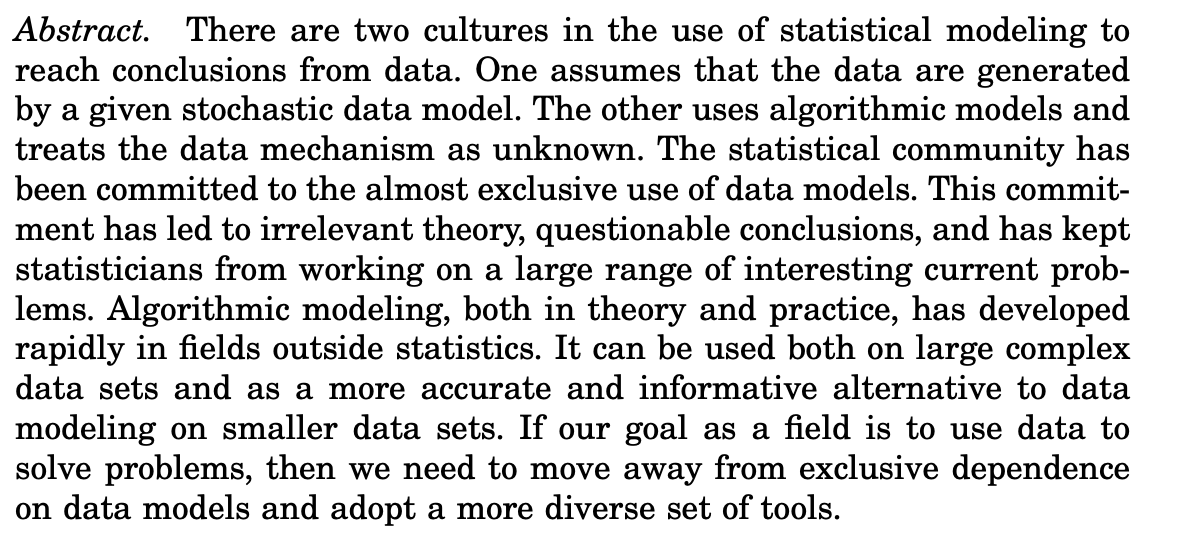 Abstract. There are two cultures in the use of statistical modeling to
reach conclusions from data. One assumes that the data are generated
by a given stochastic data model. The other uses algorithmic models and
treats the data mechanism as unknown. The statistical community has
been committed to the almost exclusive use of data models. This commit-
ment has led to irrelevant theory, questionable conclusions, and has kept
statisticians from working on a large range of interesting current prob-
lems. Algorithmic modeling, both in theory and practice, has developed
rapidly in fields outside statistics. It can be used both on large complex
data sets and as a more accurate and informative alternative to data
modeling on smaller data sets. If our goal as a field is to use data to
solve problems, then we need to move away from exclusive dependence
on data models and adopt a more diverse set of tools.